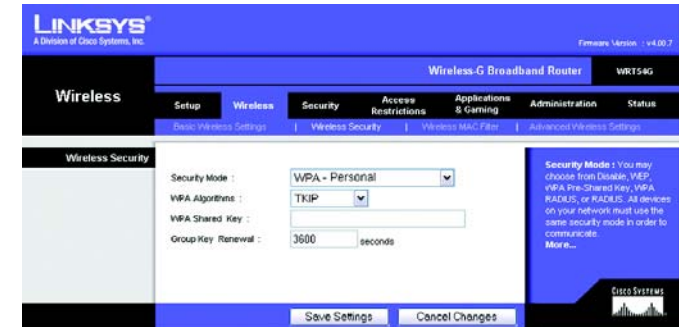 LINKSYS®
A Division of Cisco Systems, Inc.
Firmware Version : v4.00.7
Wireless-G Broadband Router WRT54G
Wireless
Setup Wireless Security Access Restrictions Applications & Gaming Administration Status
Basic Wireless Settings | Wireless Security | Wireless MAC Filter | Advanced Wireless Settings
Wireless Security
Security Mode : WPA - Personal
WPA Algorithms : TKIP
WPA Shared Key :
Group Key Renewal : 3600 seconds
Security Mode : You may
choose from Disable, WEP,
WPA Pre-Shared Key, WPA
RADIUS, or RADIUS. All devices
on your network must use the
same security mode in order to
communicate.
More...
CISCO SYSTEMS
Save Settings Cancel Changes